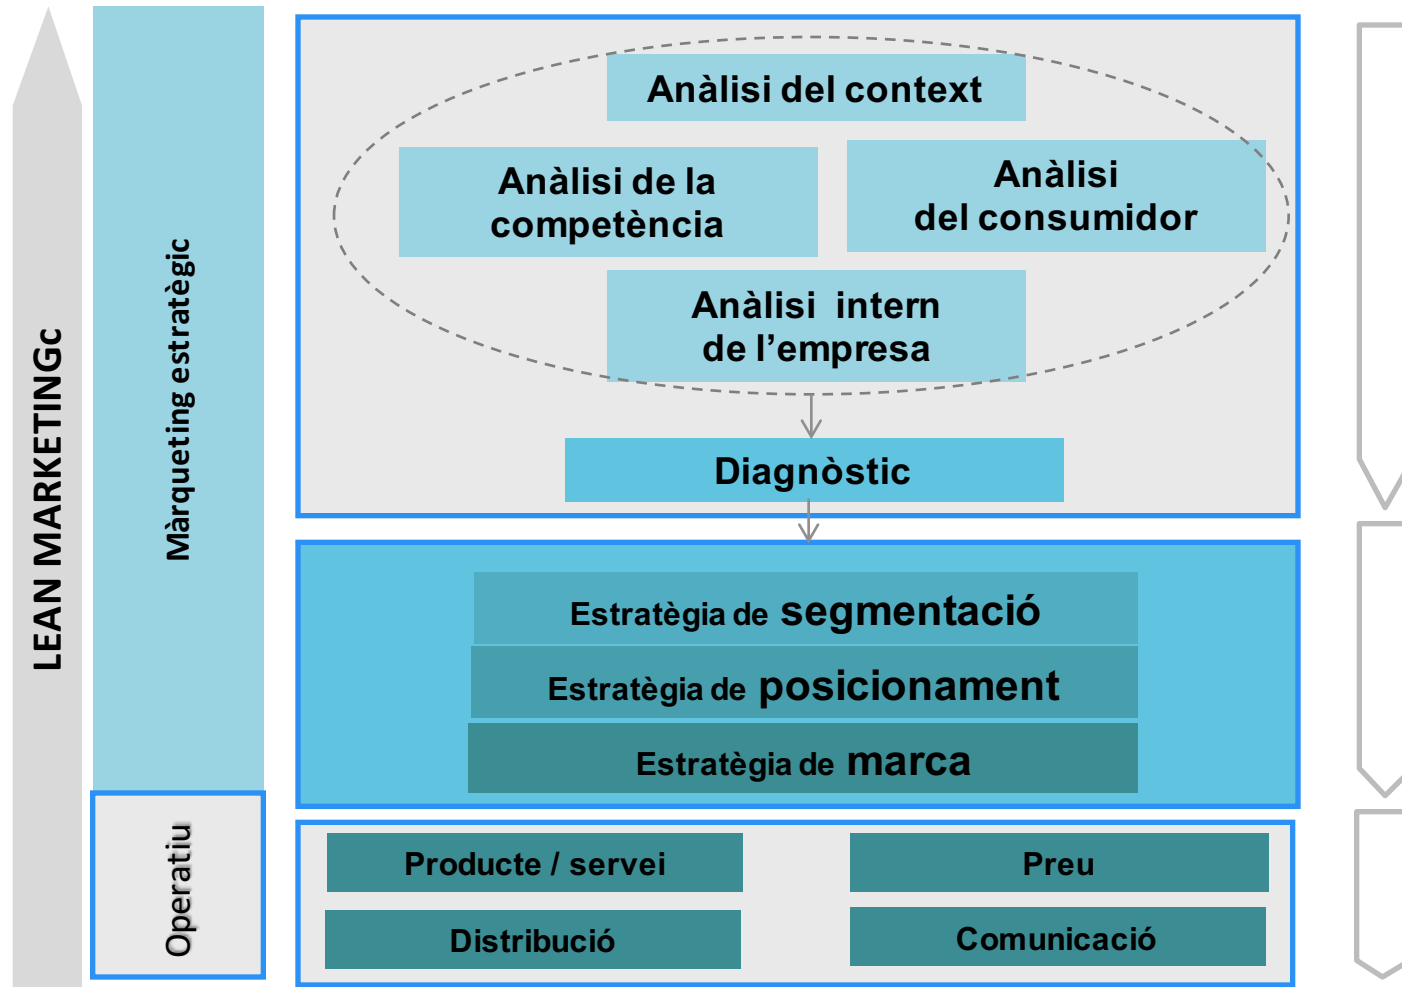 LEAN MARKETINGc
Màrqueting estratègic
Operatiu
Anàlisi del context
Anàlisi de la
competència
Anàlisi
del consumidor
Anàlisi intern
de l’empresa
Diagnòstic
Estratègia de segmentació
Estratègia de posicionament
Estratègia de marca
Producte / servei
Preu
Distribució
Comunicació